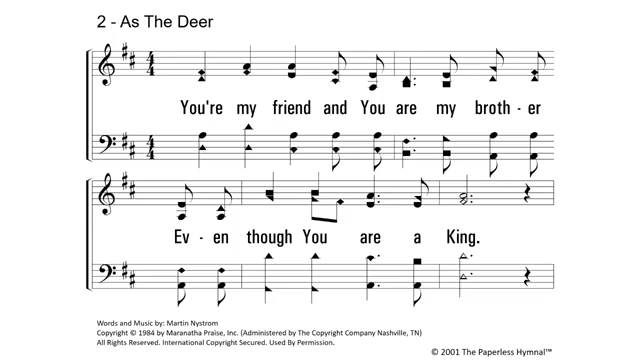 2 - As The Deer
You're my friend and You are my broth - er
Ev - en though You are a King.
Words and Music by: Martin Nystrom
Copyright © 1984 by Maranatha Praise, Inc. (Administered by The Copyright Company Nashville, TN)
All Rights Reserved. International Copyright Secured. Used By Permission.
© 2001 The Paperless Hymnal™